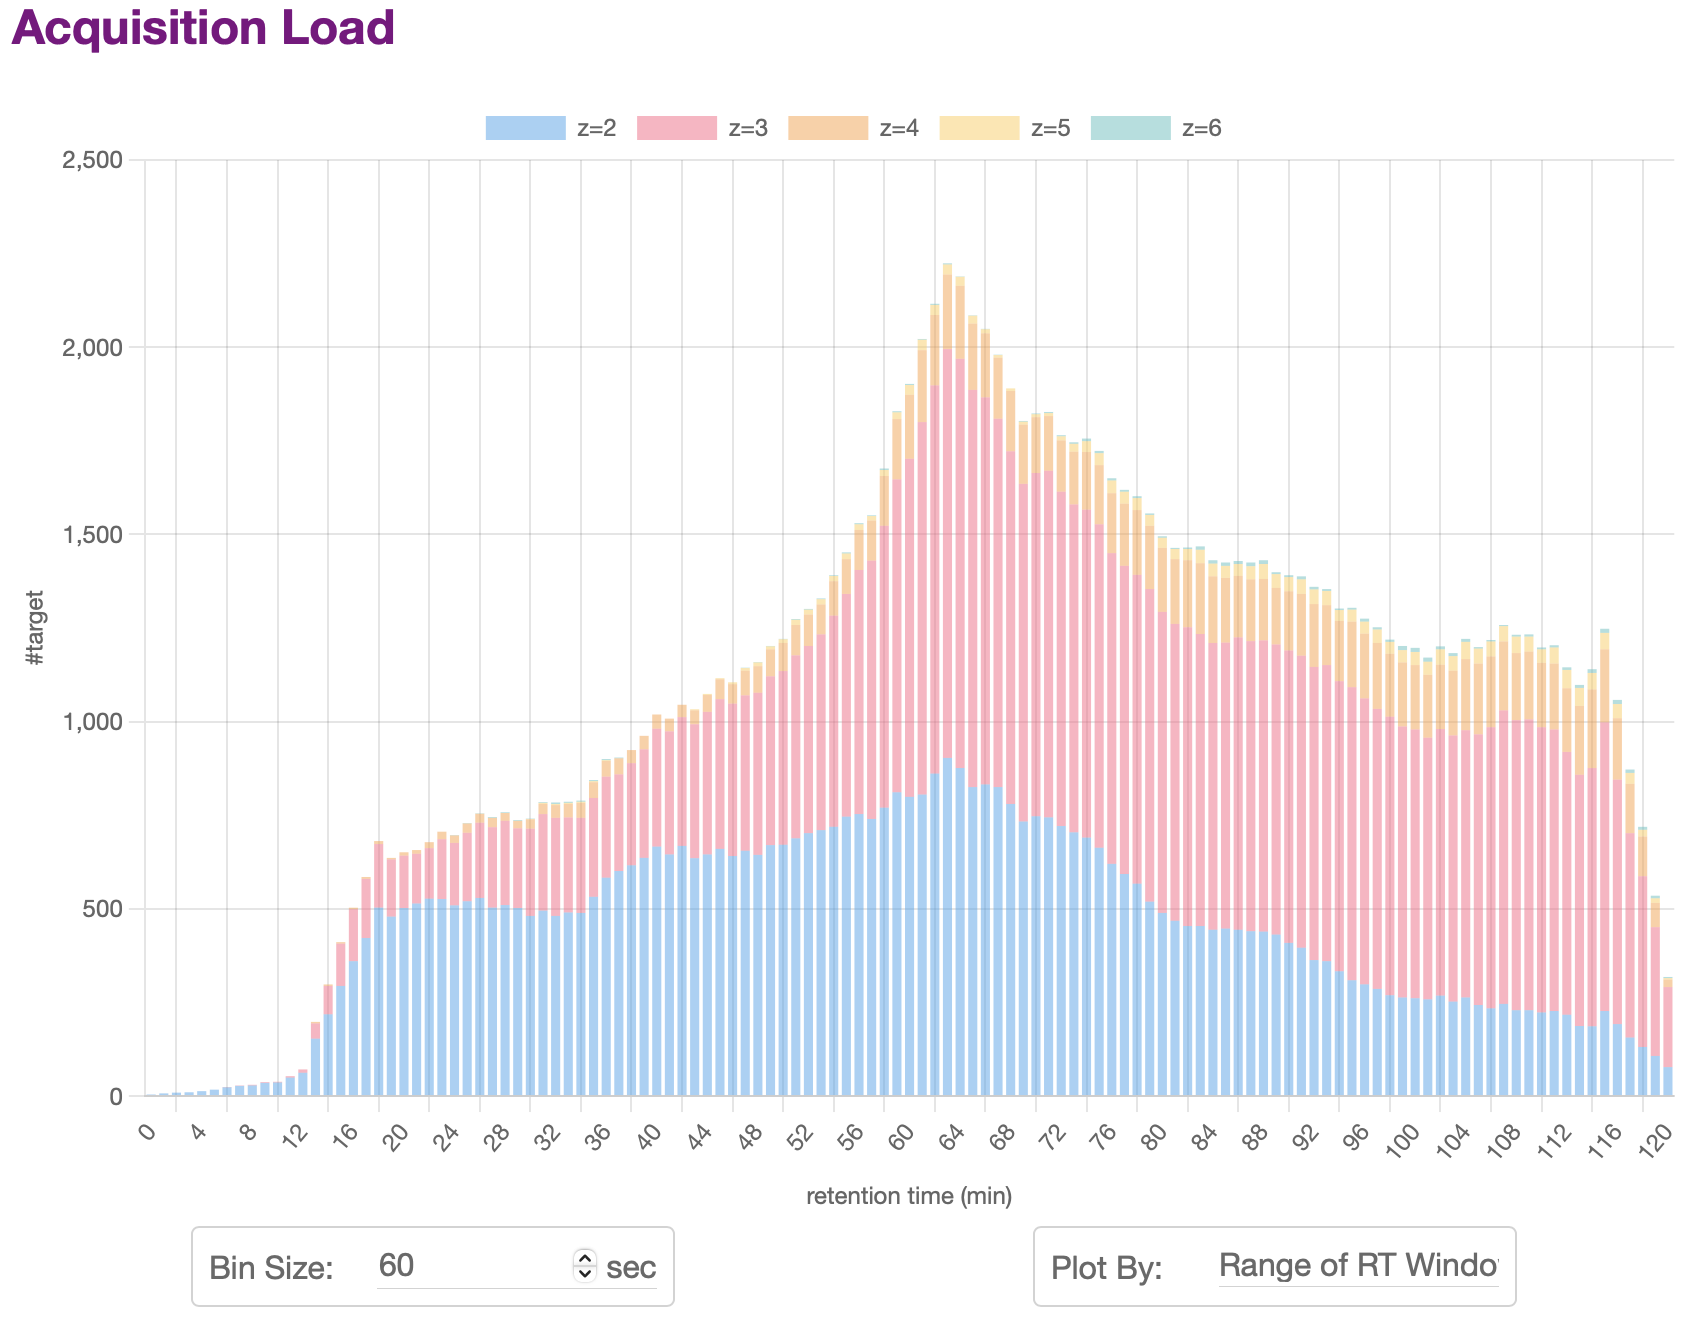 Acquisition Load
z=2 z=3 z=4 z=5 z=6
2,500
2,000
1,500
1,000
500
0
#target
0 4 8 12 16 20 24 28 32 36 40 44 48 52 56 60 64 68 72 76 80 84 88 92 96 100 104 108 112 116 120
retention time (min)
Bin Size: 60 sec
Plot By: Range of RT Windo